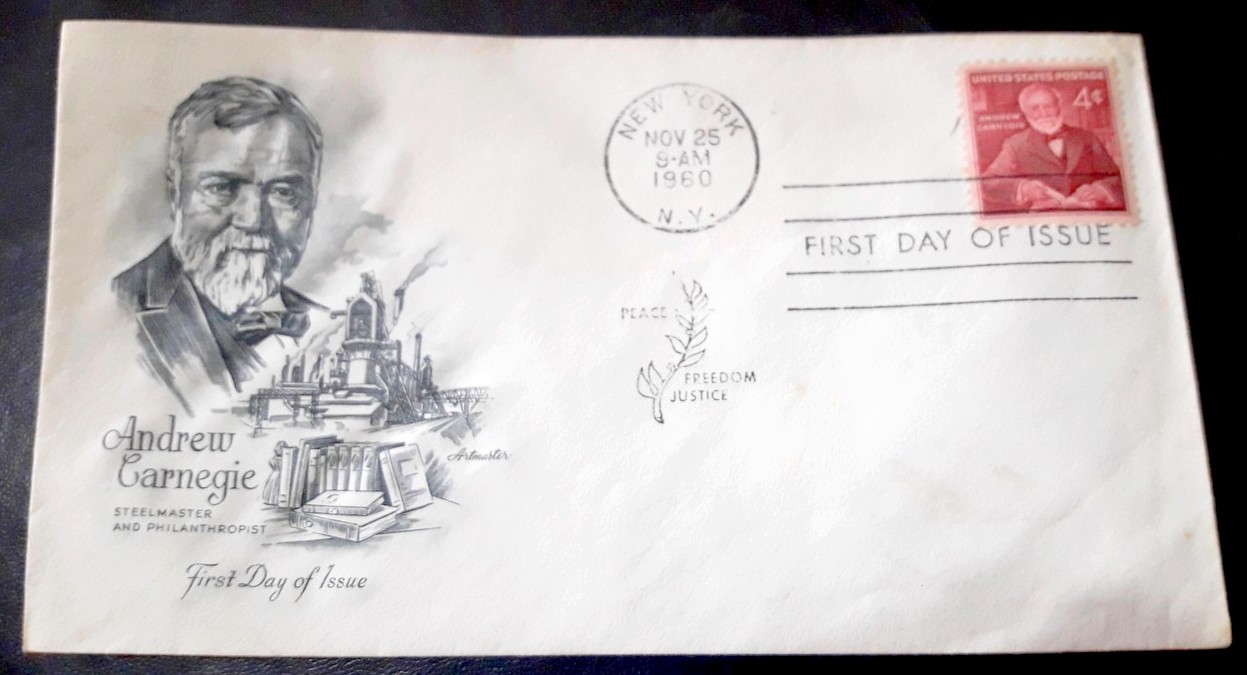 UNITED STATES POSTAGE
4¢
ANDREW
CARNEGIE
NEW YORK
NOV 25
9-AM
1960
N.Y.
FIRST DAY OF ISSUE
PEACE
FREEDOM
JUSTICE
Andrew
Carnegie
STEELMASTER
AND PHILANTHROPIST
Artmaster
First Day of Issue